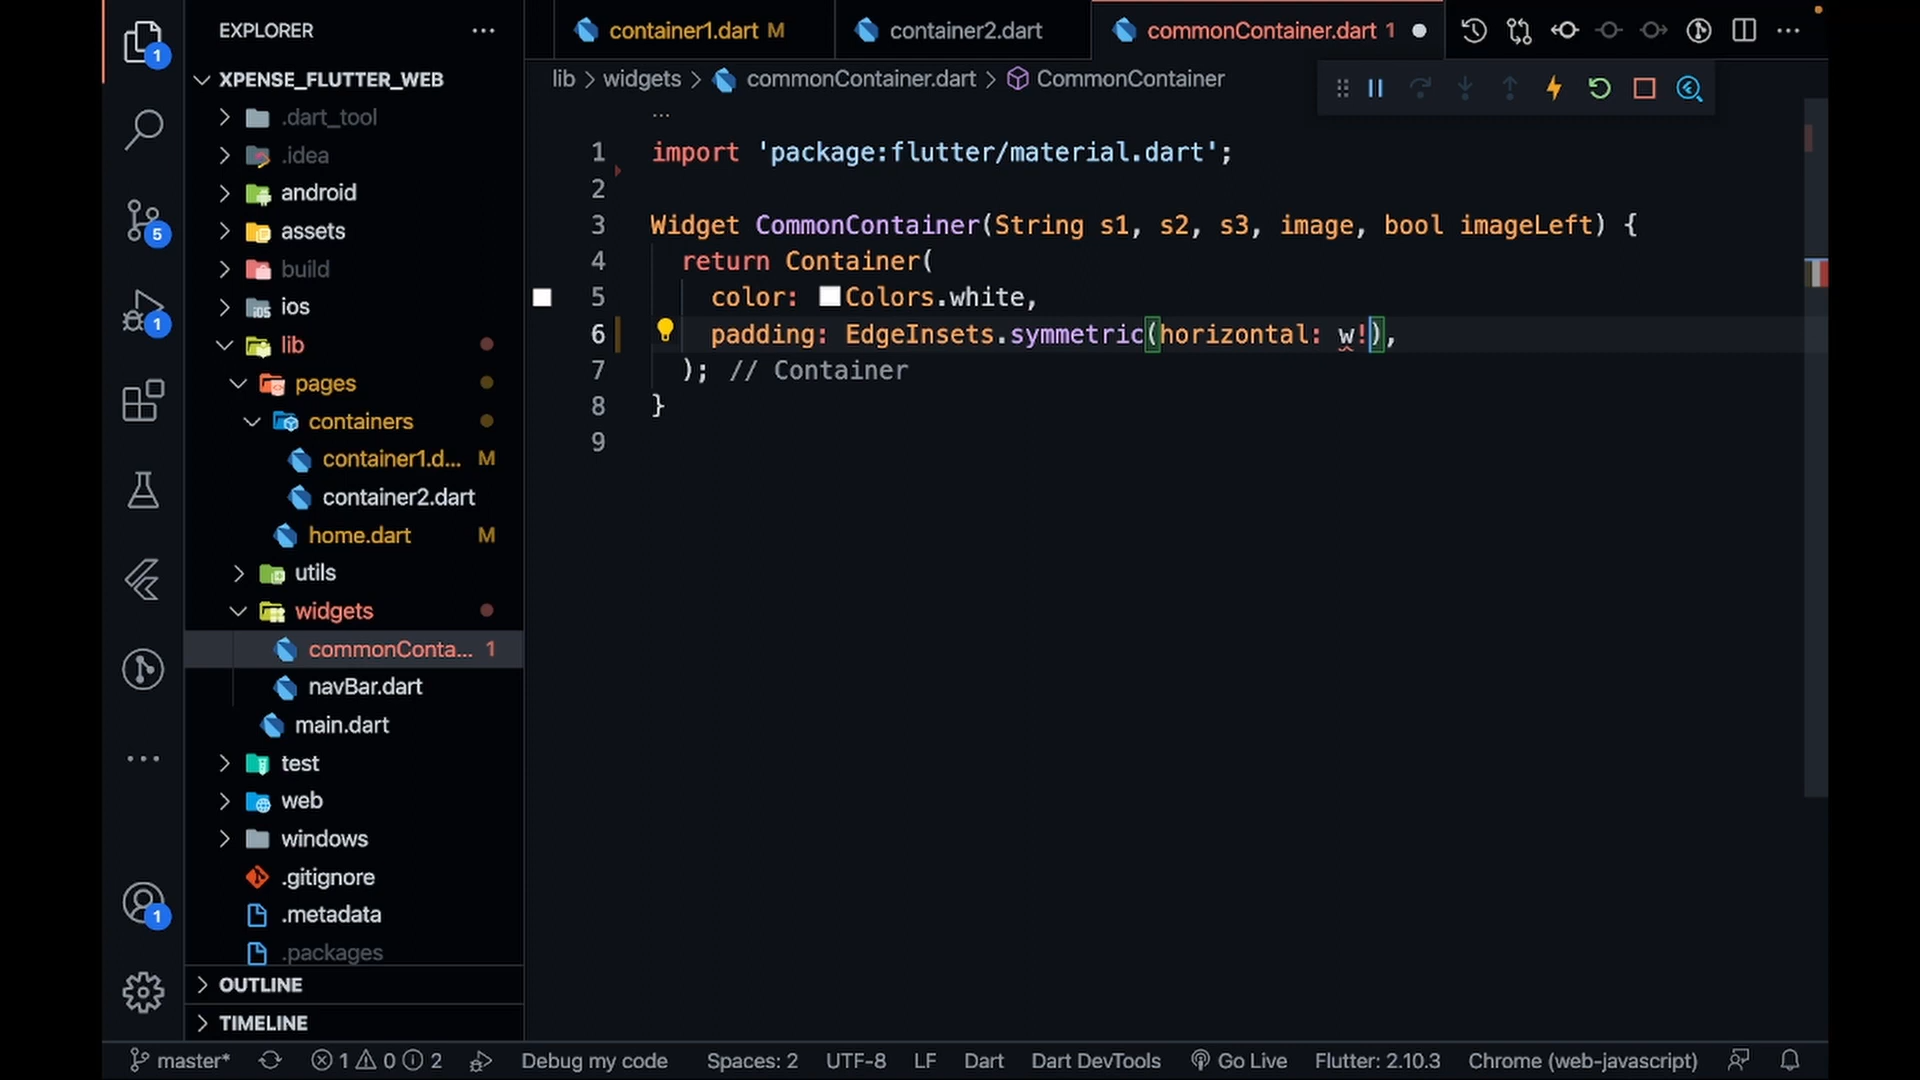 EXPLORER
XPENSE_FLUTTER_WEB
.dart_tool
.idea
android
assets
build
ios
lib
pages
containers
container1.d... M
container2.dart
home.dart M
utils
widgets
commonConta... 1
navBar.dart
main.dart
test
web
windows
.gitignore
.metadata
.packages
OUTLINE
TIMELINE
1
5
1
1
container1.dart M
container2.dart
commonContainer.dart 1
lib > widgets > commonContainer.dart > CommonContainer
...
1 import 'package:flutter/material.dart';
2
3 Widget CommonContainer(String s1, s2, s3, image, bool imageLeft) {
4 return Container(
5 color: Colors.white,
6 padding: EdgeInsets.symmetric(horizontal: w!),
7 ); // Container
8 }
9
master* 1 0 2 Debug my code Spaces: 2 UTF-8 LF Dart Dart DevTools Go Live Flutter: 2.10.3 Chrome (web-javascript)